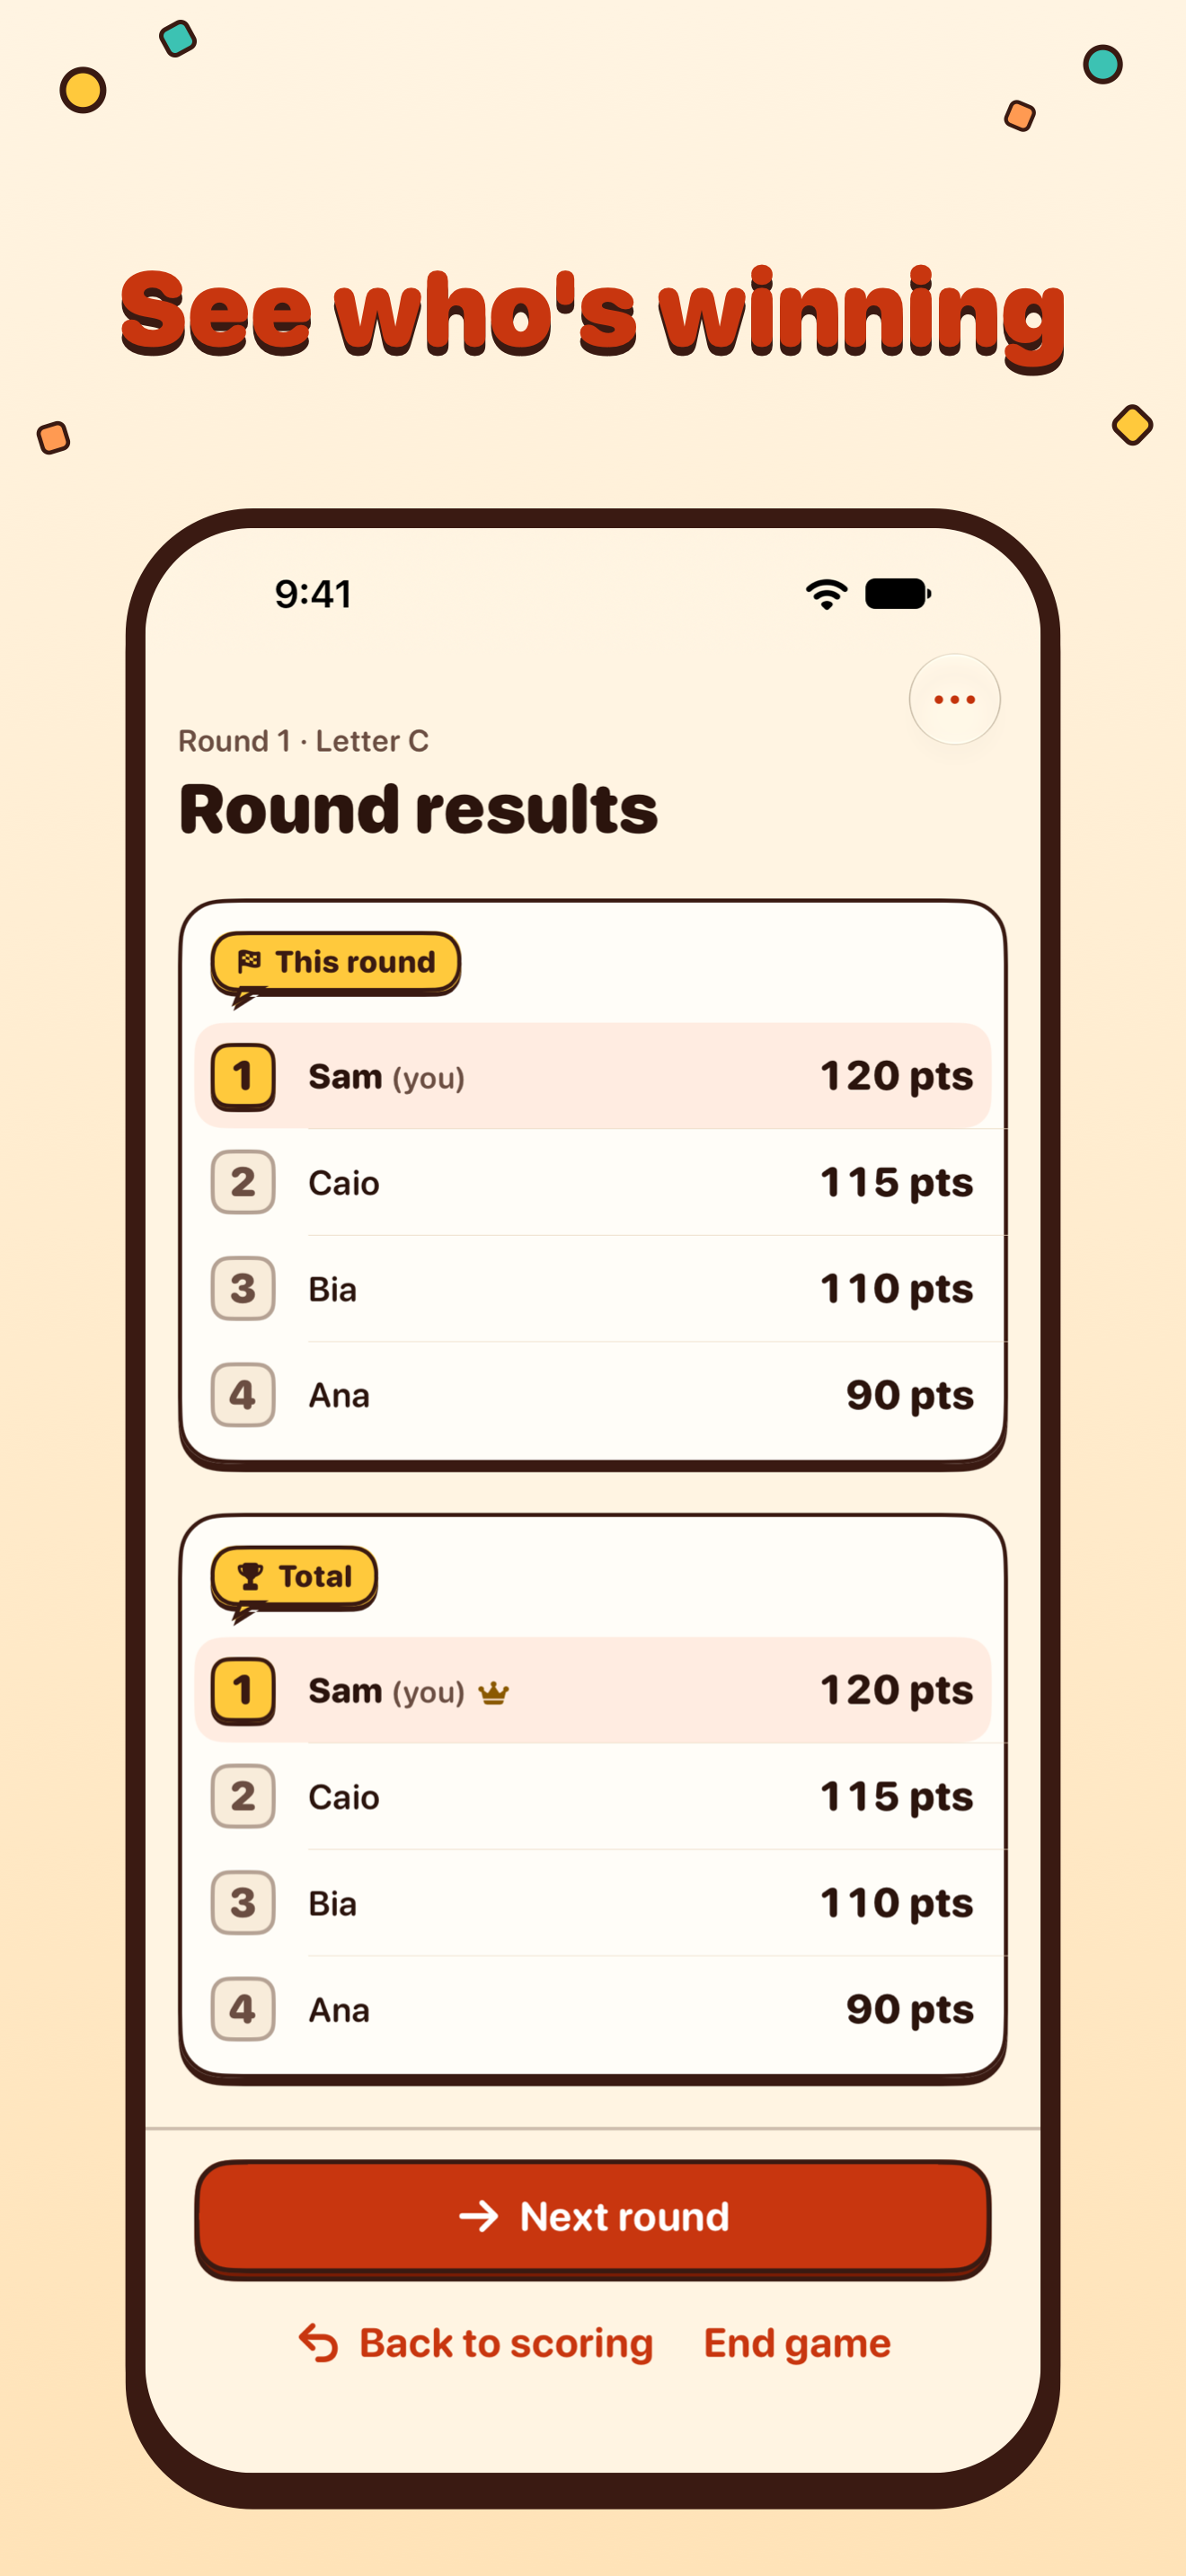 See who's winning
9:41
Round 1 · Letter C
Round results
This round
1 Sam (you) 120 pts
2 Caio 115 pts
3 Bia 110 pts
4 Ana 90 pts
Total
1 Sam (you) 120 pts
2 Caio 115 pts
3 Bia 110 pts
4 Ana 90 pts
Next round
Back to scoring End game